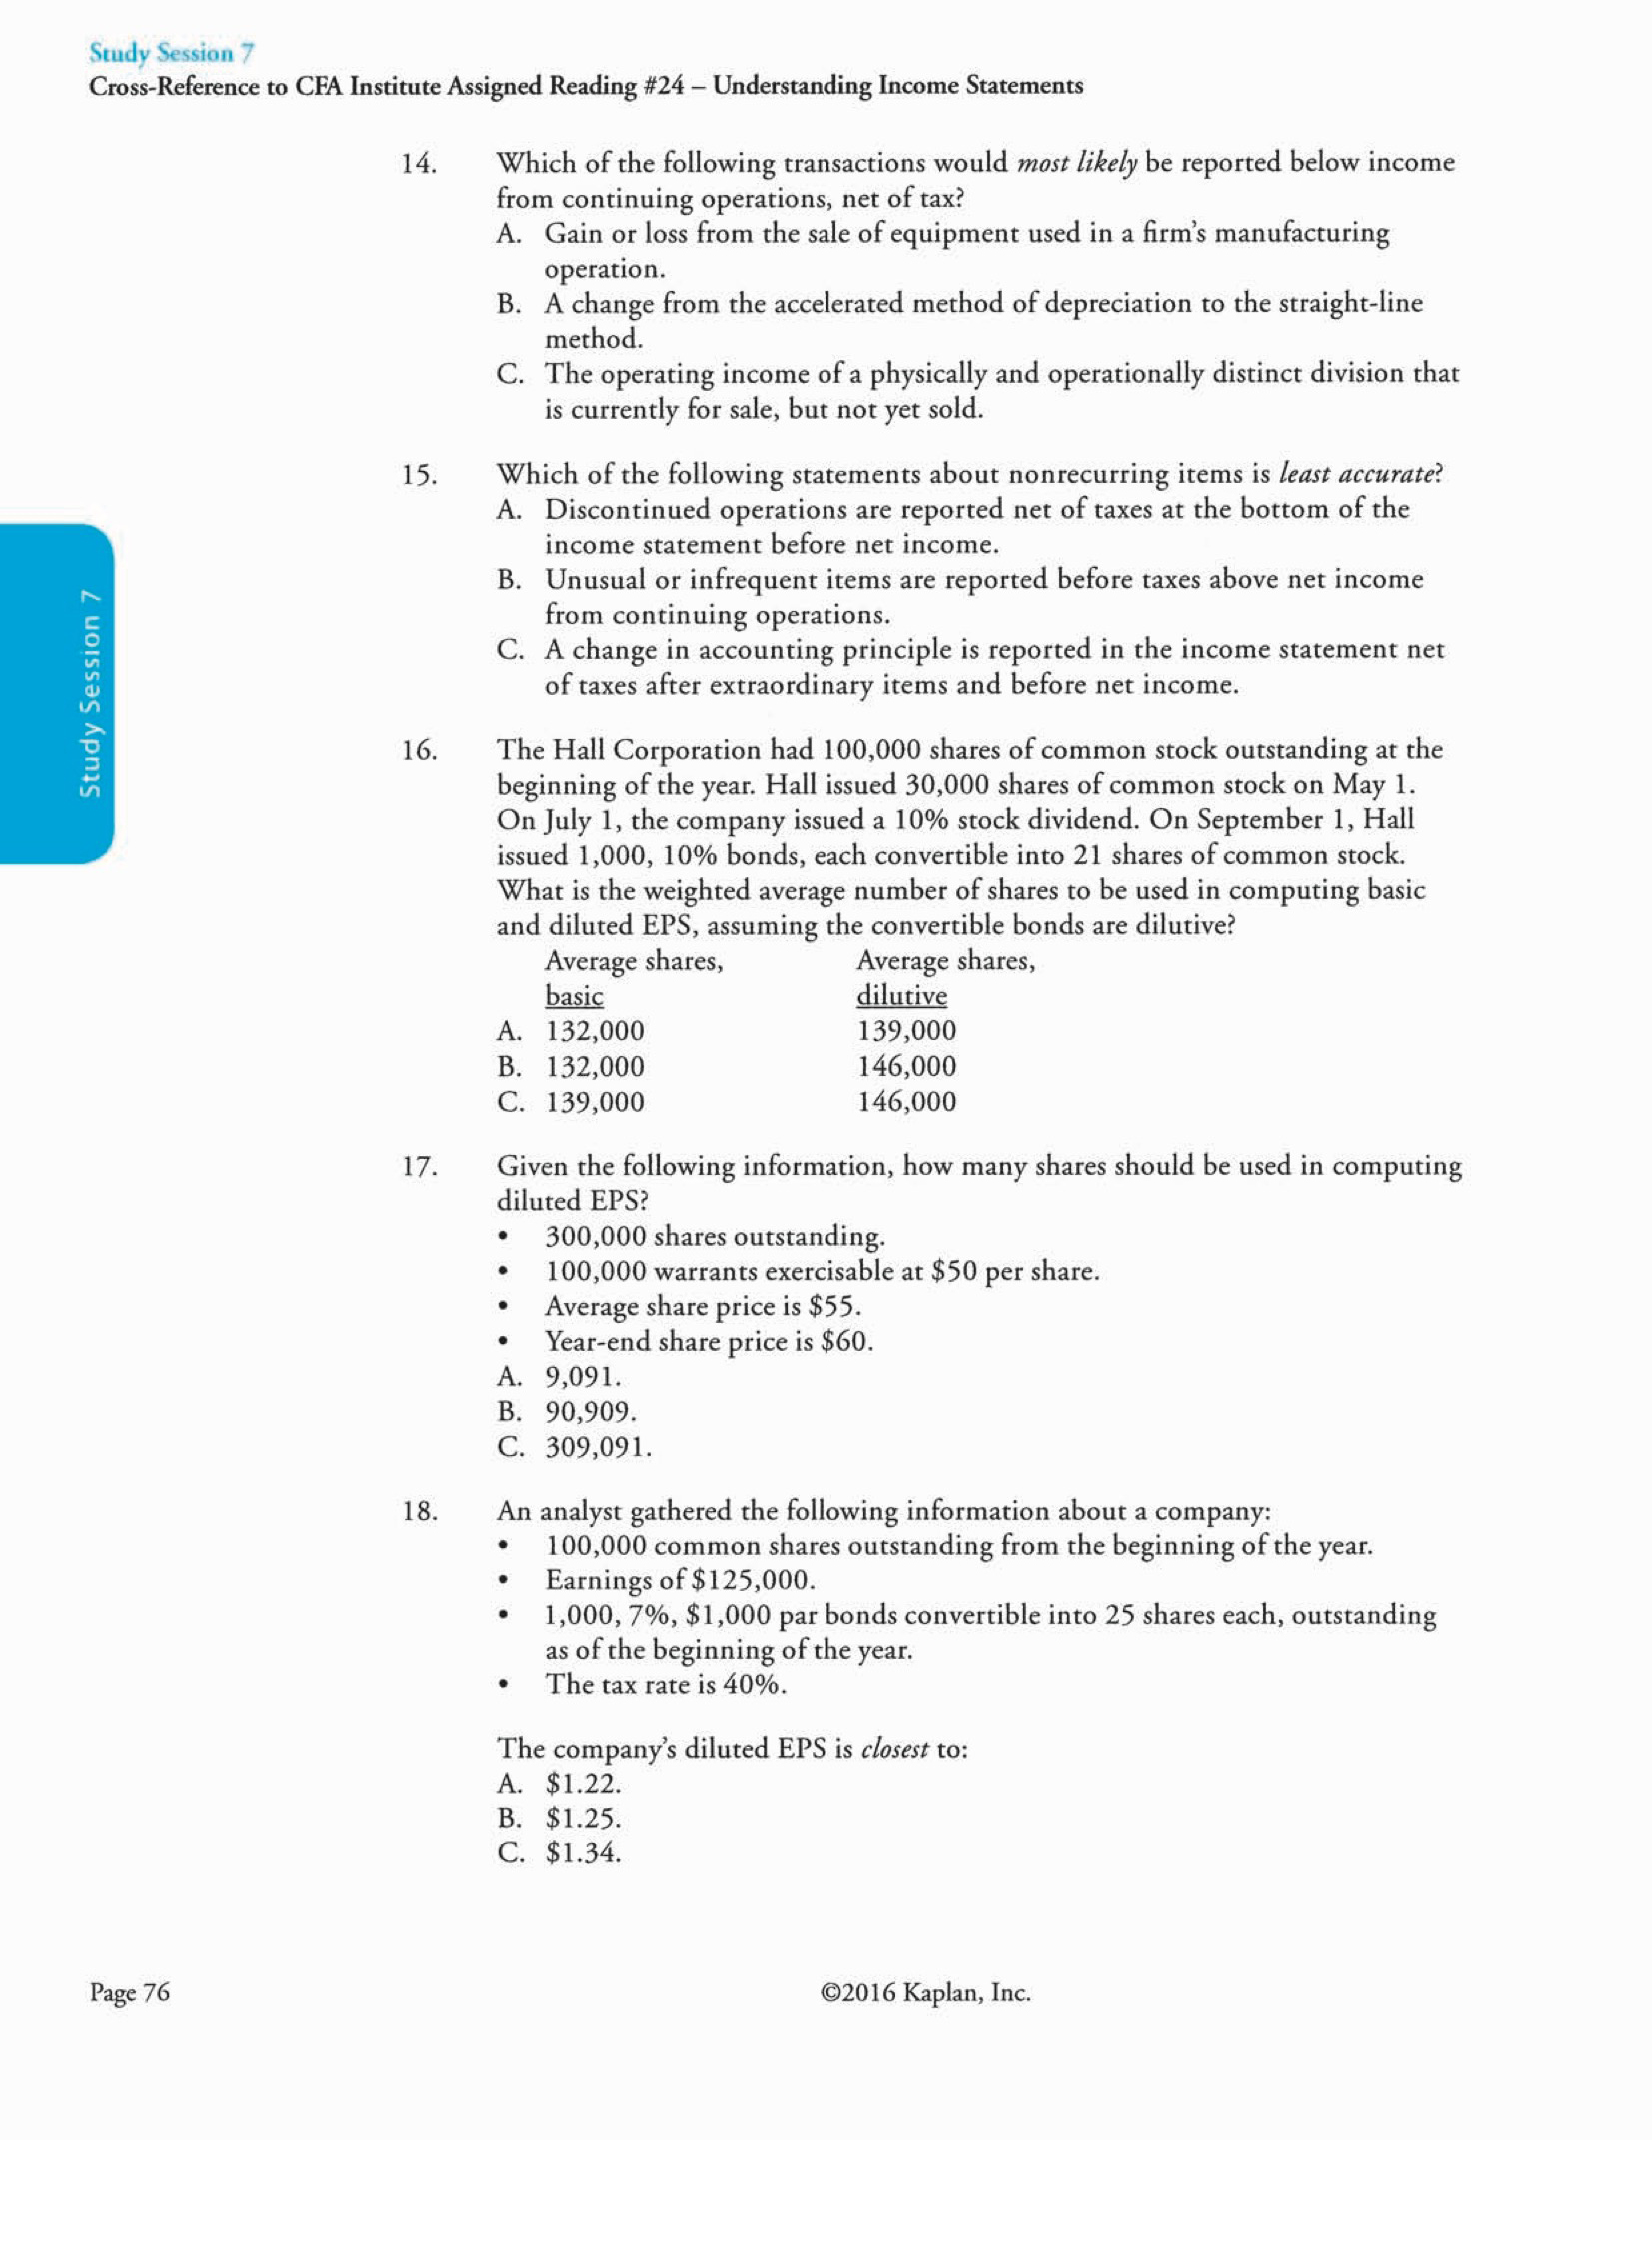 Study Session 7
Cross-Reference to CFA Institute Assigned Reading #24 – Understanding Income Statements
14. Which of the following transactions would most likely be reported below income
from continuing operations, net of tax?
A. Gain or loss from the sale of equipment used in a firm's manufacturing
operation.
B. A change from the accelerated method of depreciation to the straight-line
method.
C. The operating income of a physically and operationally distinct division that
is currently for sale, but not yet sold.
15. Which of the following statements about nonrecurring items is least accurate?
A. Discontinued operations are reported net of taxes at the bottom of the
income statement before net income.
B. Unusual or infrequent items are reported before taxes above net income
from continuing operations.
C. A change in accounting principle is reported in the income statement net
of taxes after extraordinary items and before net income.
Study Session 7
16. The Hall Corporation had 100,000 shares of common stock outstanding at the
beginning of the year. Hall issued 30,000 shares of common stock on May 1.
On July 1, the company issued a 10% stock dividend. On September 1, Hall
issued 1,000, 10% bonds, each convertible into 21 shares of common stock.
What is the weighted average number of shares to be used in computing basic
and diluted EPS, assuming the convertible bonds are dilutive?
Average shares, Average shares,
basic dilutive
A. 132,000 139,000
B. 132,000 146,000
C. 139,000 146,000
17. Given the following information, how many shares should be used in computing
diluted EPS?
• 300,000 shares outstanding.
• 100,000 warrants exercisable at $50 per share.
• Average share price is $55.
• Year-end share price is $60.
A. 9,091.
B. 90,909.
C. 309,091.
18. An analyst gathered the following information about a company:
• 100,000 common shares outstanding from the beginning of the year.
• Earnings of $125,000.
• 1,000, 7%, $1,000 par bonds convertible into 25 shares each, outstanding
as of the beginning of the year.
• The tax rate is 40%.
The company's diluted EPS is closest to:
A. $1.22.
B. $1.25.
C. $1.34.
Page 76 ©2016 Kaplan, Inc.